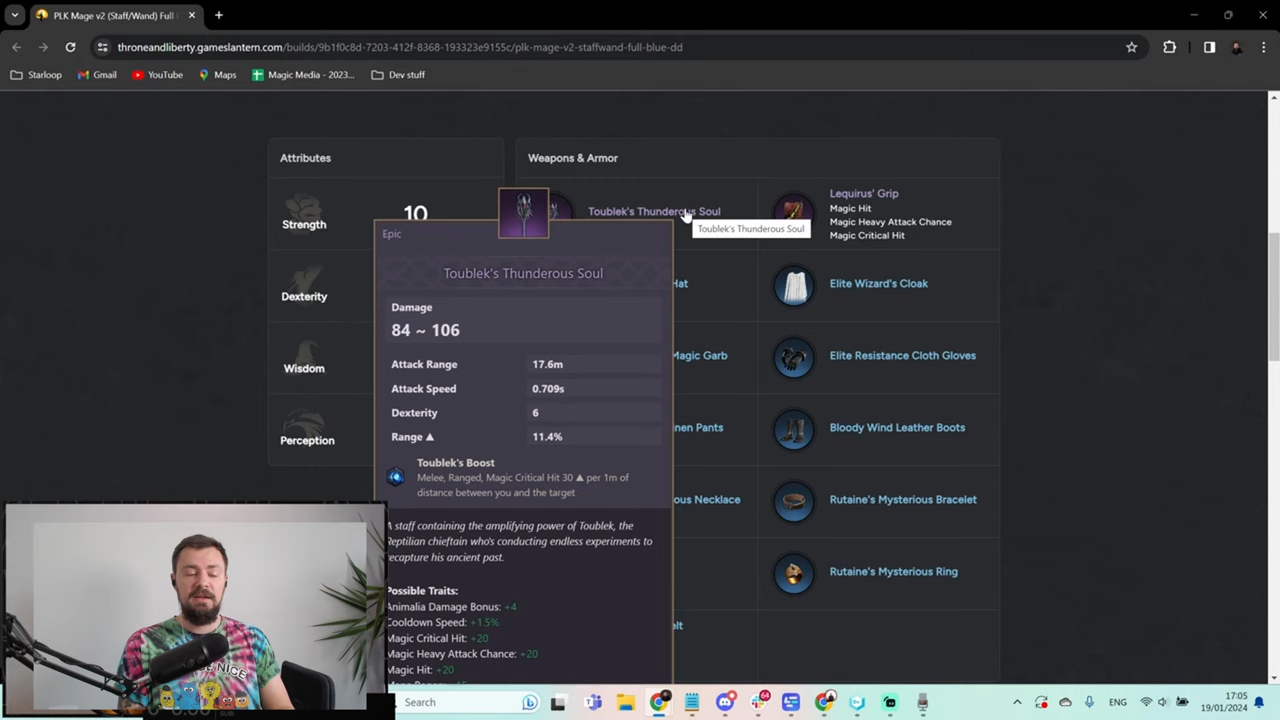 PLK Mage v2 (Staff/Wand) Full
throneandliberty.gameslantern.com/builds/9b1f0c8d-7203-412f-8368-193323e9155c/plk-mage-v2-staffwand-full-blue-dd
Starloop
Gmail
YouTube
Maps
Magic Media - 2023...
Dev stuff
Attributes
Weapons & Armor
Strength
10
Dexterity
Wisdom
Perception
Toublek's Thunderous Soul
Toublek's Thunderous Soul
Lequirus' Grip
Magic Hit
Magic Heavy Attack Chance
Magic Critical Hit
Hat
Elite Wizard's Cloak
Magic Garb
Elite Resistance Cloth Gloves
nen Pants
Bloody Wind Leather Boots
ous Necklace
Rutaine's Mysterious Bracelet
Rutaine's Mysterious Ring
elt
Epic
Toublek's Thunderous Soul
Damage
84 ~ 106
Attack Range 17.6m
Attack Speed 0.709s
Dexterity 6
Range ▲ 11.4%
Toublek's Boost
Melee, Ranged, Magic Critical Hit 30 ▲ per 1m of
distance between you and the target
A staff containing the amplifying power of Toublek, the
Reptilian chieftain who's conducting endless experiments to
recapture his ancient past.
Possible Traits:
Animalia Damage Bonus: +4
Cooldown Speed: +1.5%
Magic Critical Hit: +20
Magic Heavy Attack Chance: +20
Magic Hit: +20
NICE
Search
64
ENG
17:05
19/01/2024